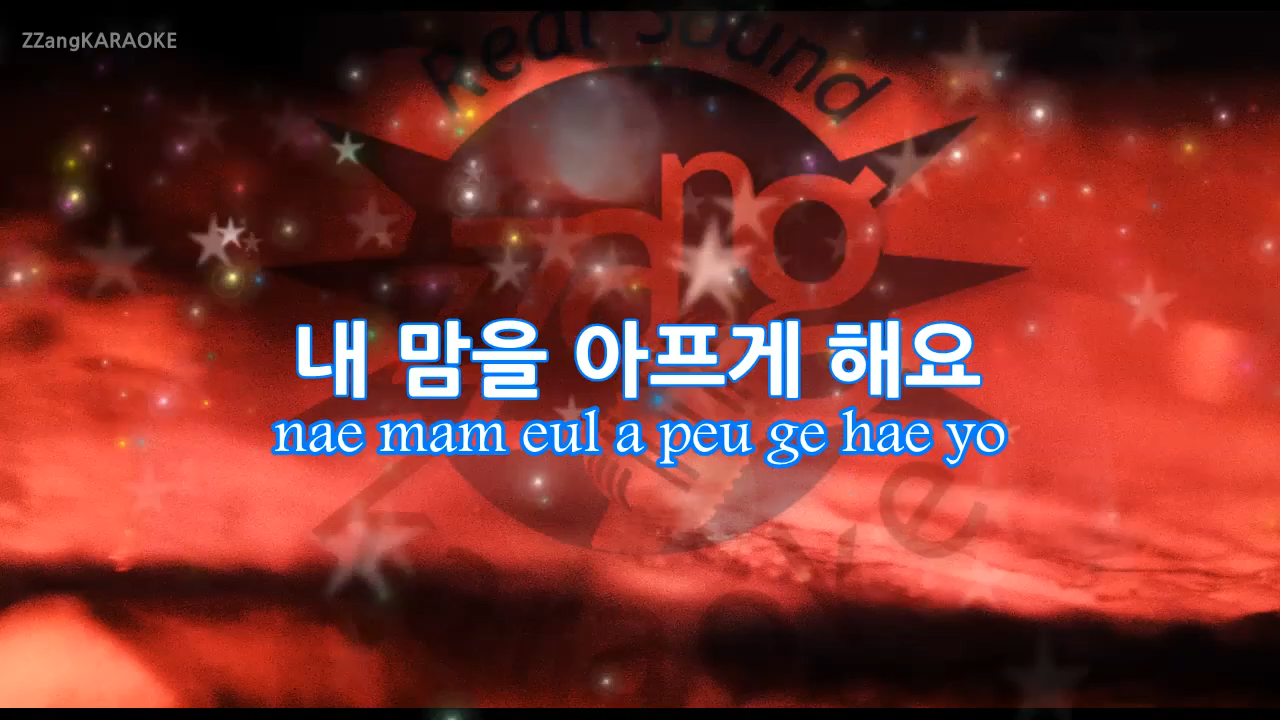 ZZangKARAOKE
Real Sound
내 맘을 아프게 해요
nae mam eul a peu ge hae yo